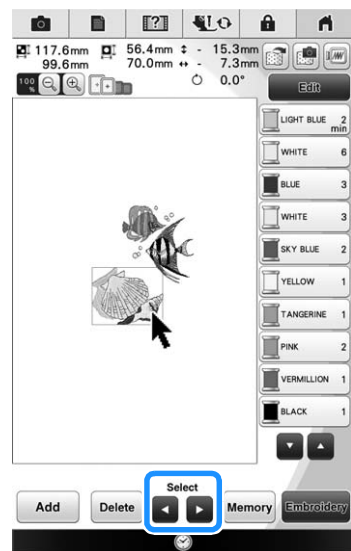 117.6mm 56.4mm ↕ - 15.3mm
99.6mm 70.0mm ↔ - 7.3mm
100 % 0.0°
Edit
LIGHT BLUE 2 min
WHITE 6
BLUE 3
WHITE 3
SKY BLUE 2
YELLOW 1
TANGERINE 1
PINK 2
VERMILLION 1
BLACK 1
Select
Add Delete Memory Embroidery